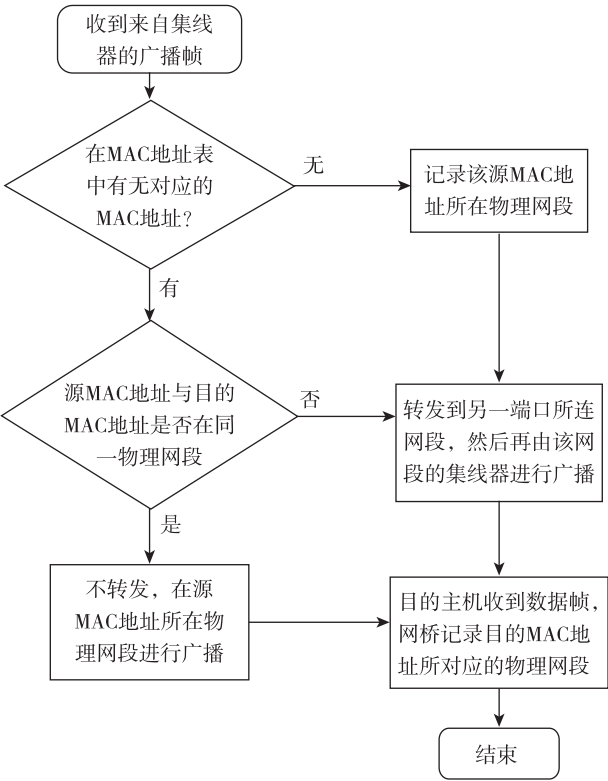 收到来自集线
器的广播帧
在MAC地址表
中有无对应的
MAC地址?
无
记录该源MAC地
址所在物理网段
有
源MAC地址与目的
MAC地址是否在同
一物理网段
否
转发到另一端口所连
网段，然后再由该网
段的集线器进行广播
是
不转发，在源
MAC地址所在物
理网段进行广播
目的主机收到数据帧，
网桥记录目的MAC地
址所对应的物理网段
结束